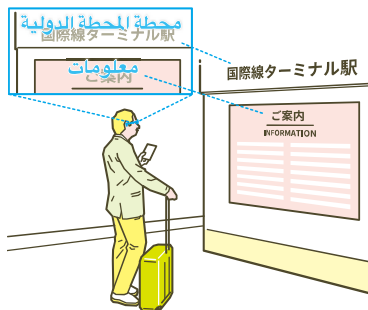 محطة المحطة الدولية
国際線ターミナル駅
معلومات
ご案内
国際線ターミナル駅
ご案内
INFORMATION